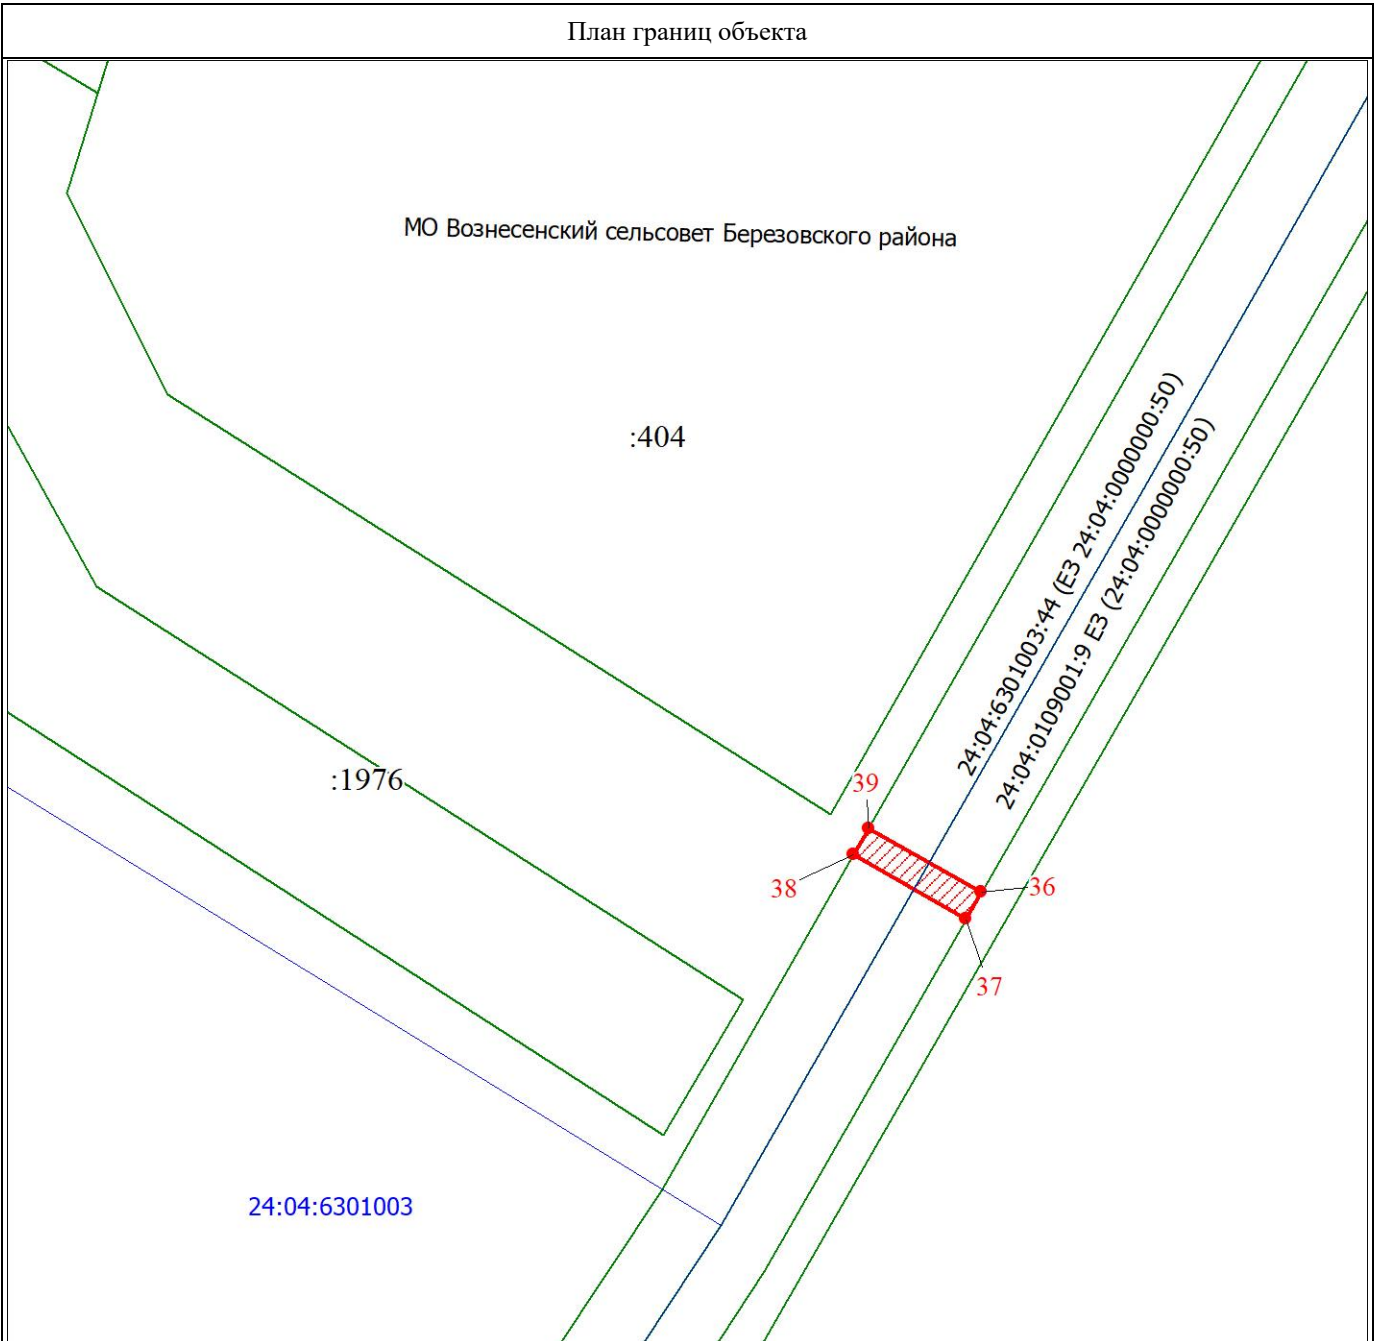 План границ объекта
МО Вознесенский сельсовет Березовского района
:404
24:04:6301003:44 (ЕЗ 24:04:0000000:50)
24:04:0109001:9 ЕЗ (24:04:0000000:50)
:1976
39
38
36
37
24:04:6301003